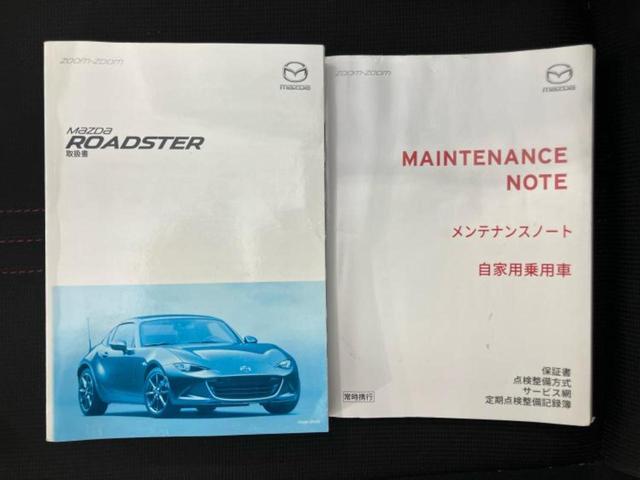 zoom-zoom
mazda
mazda
ROADSTER
取扱書
zoom-zoom
mazda
MAINTENANCE
NOTE
メンテナンスノート
自家用乗用車
保証書
点検整備方式
サービス網
定期点検整備記録簿
常時携行